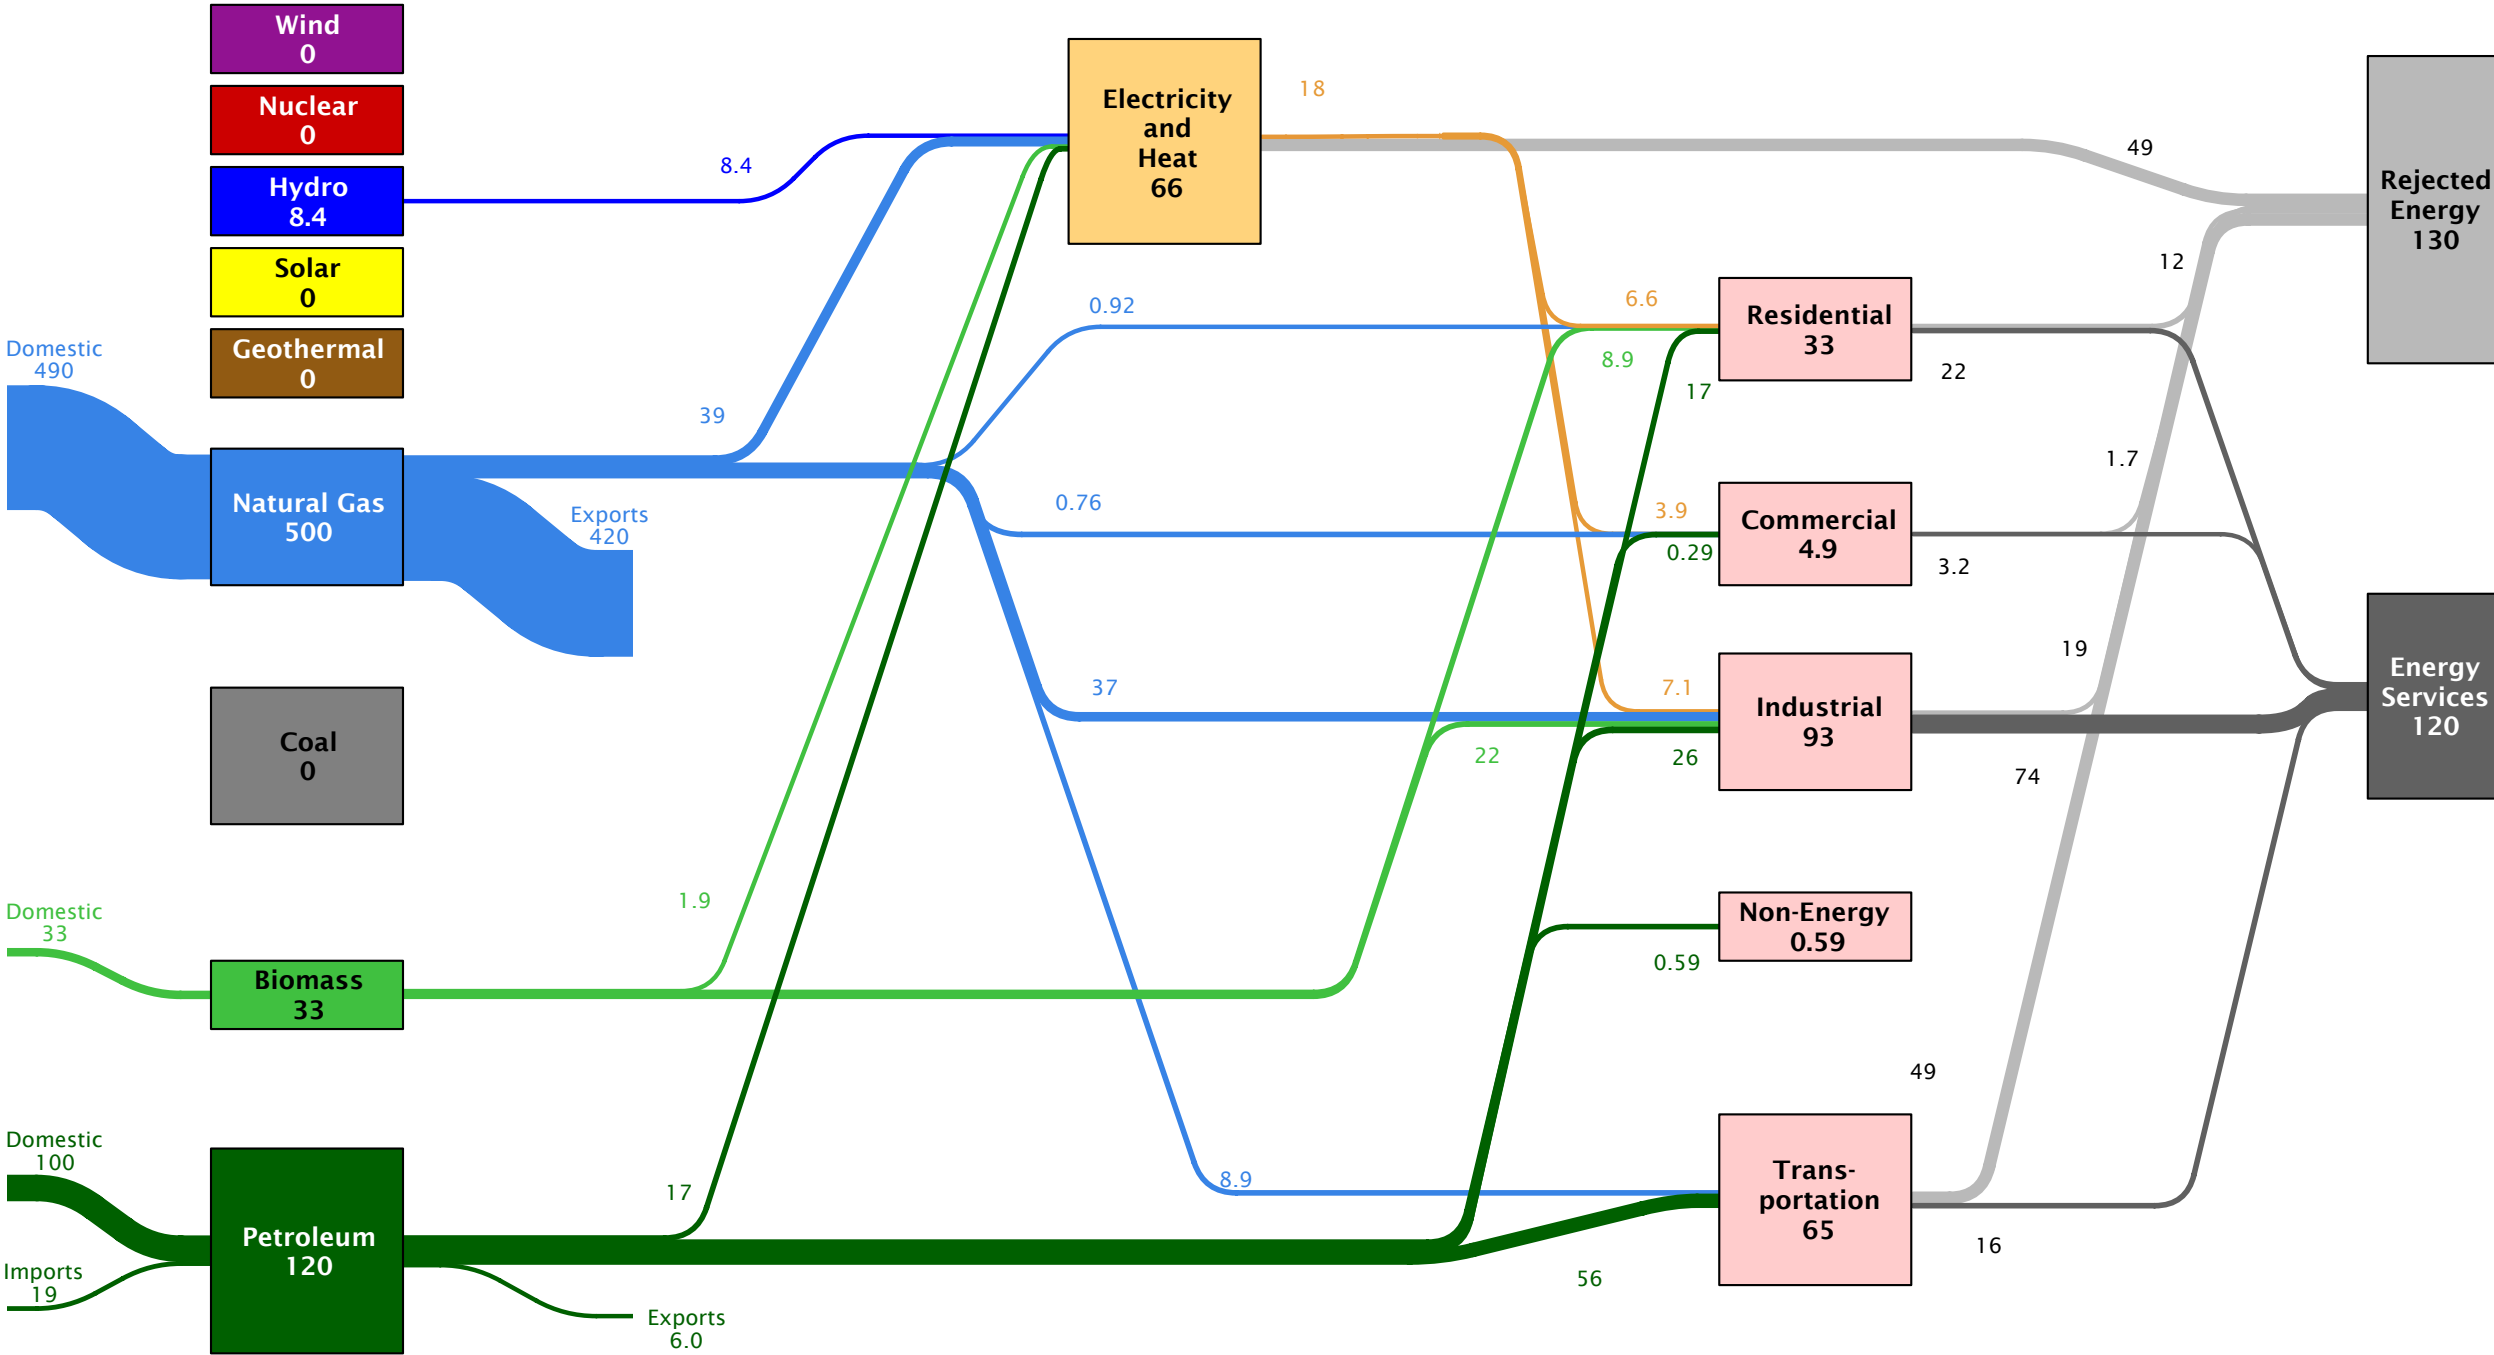 Wind
0
Nuclear
0
Hydro
8.4
Solar
0
Geothermal
0
Domestic
490
Natural Gas
500
Exports
420
Coal
0
Domestic
33
Biomass
33
Domestic
100
Imports
19
Petroleum
120
Exports
6.0
8.4
39
1.9
17
Electricity
and
Heat
66
18
0.92
0.76
37
8.9
6.6
8.9
17
3.9
0.29
7.1
22
26
0.59
56
Residential
33
Commercial
4.9
Industrial
93
Non-Energy
0.59
Trans-
portation
65
49
12
22
1.7
3.2
19
74
49
16
Rejected
Energy
130
Energy
Services
120